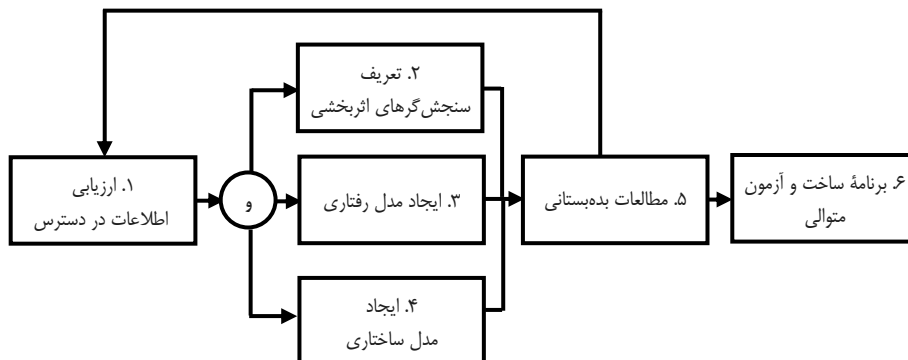 ۱. ارزیابی
اطلاعات در دسترس
و
۲. تعریف
سنجش‌گرهای اثربخشی
۳. ایجاد مدل رفتاری
۴. ایجاد
مدل ساختاری
۵. مطالعات بده‌بستانی
۶. برنامهٔ ساخت و آزمون
متوالی